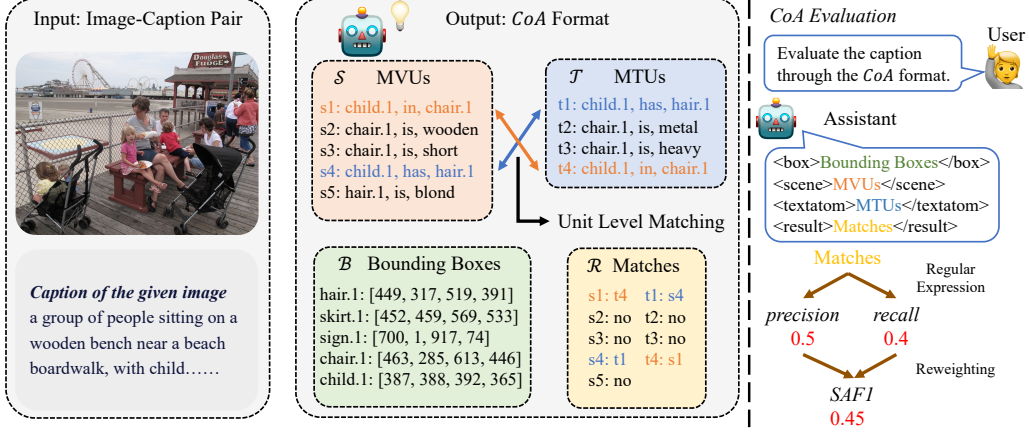 Input: Image-Caption Pair
Douglass
FUDGE
Caption of the given image
a group of people sitting on a
wooden bench near a beach
boardwalk, with child……
Output: CoA Format
𝒮 MVUs
s1: child.1, in, chair.1
s2: chair.1, is, wooden
s3: chair.1, is, short
s4: child.1, has, hair.1
s5: hair.1, is, blond
𝒯 MTUs
t1: child.1, has, hair.1
t2: chair.1, is, metal
t3: chair.1, is, heavy
t4: child.1, in, chair.1
Unit Level Matching
ℬ Bounding Boxes
hair.1: [449, 317, 519, 391]
skirt.1: [452, 459, 569, 533]
sign.1: [700, 1, 917, 74]
chair.1: [463, 285, 613, 446]
child.1: [387, 388, 392, 365]
ℛ Matches
s1: t4 t1: s4
s2: no t2: no
s3: no t3: no
s4: t1 t4: s1
s5: no
CoA Evaluation
User
Evaluate the caption
through the CoA format.
Assistant
<box>Bounding Boxes</box>
<scene>MVUs</scene>
<textatom>MTUs</textatom>
<result>Matches</result>
Matches
Regular
Expression
precision recall
0.5 0.4
Reweighting
SAF1
0.45